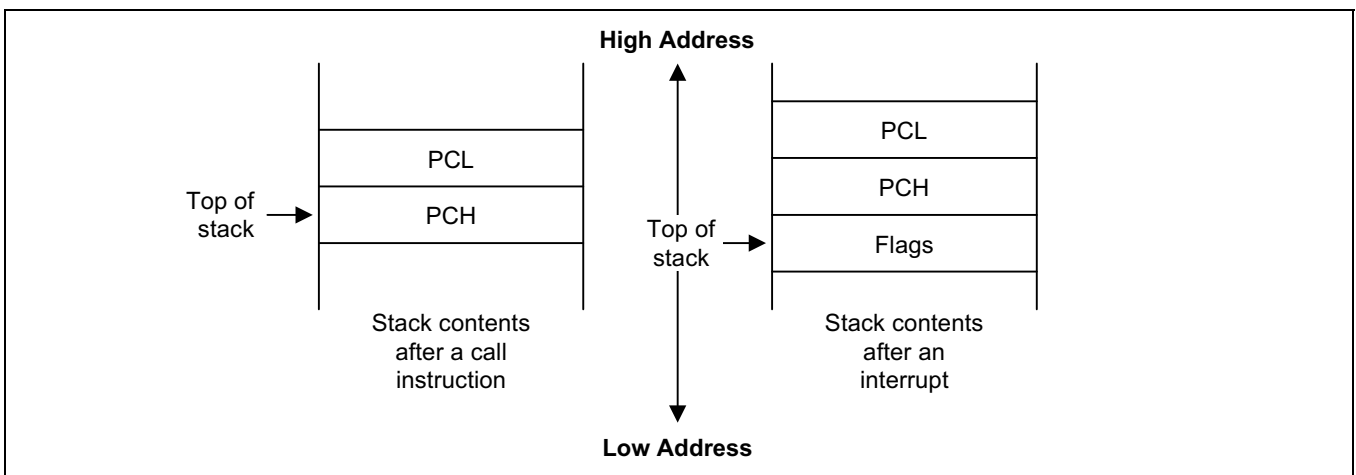 High Address
PCL
PCH
Top of
stack
Stack contents
after a call
instruction
PCL
PCH
Flags
Top of
stack
Stack contents
after an
interrupt
Low Address